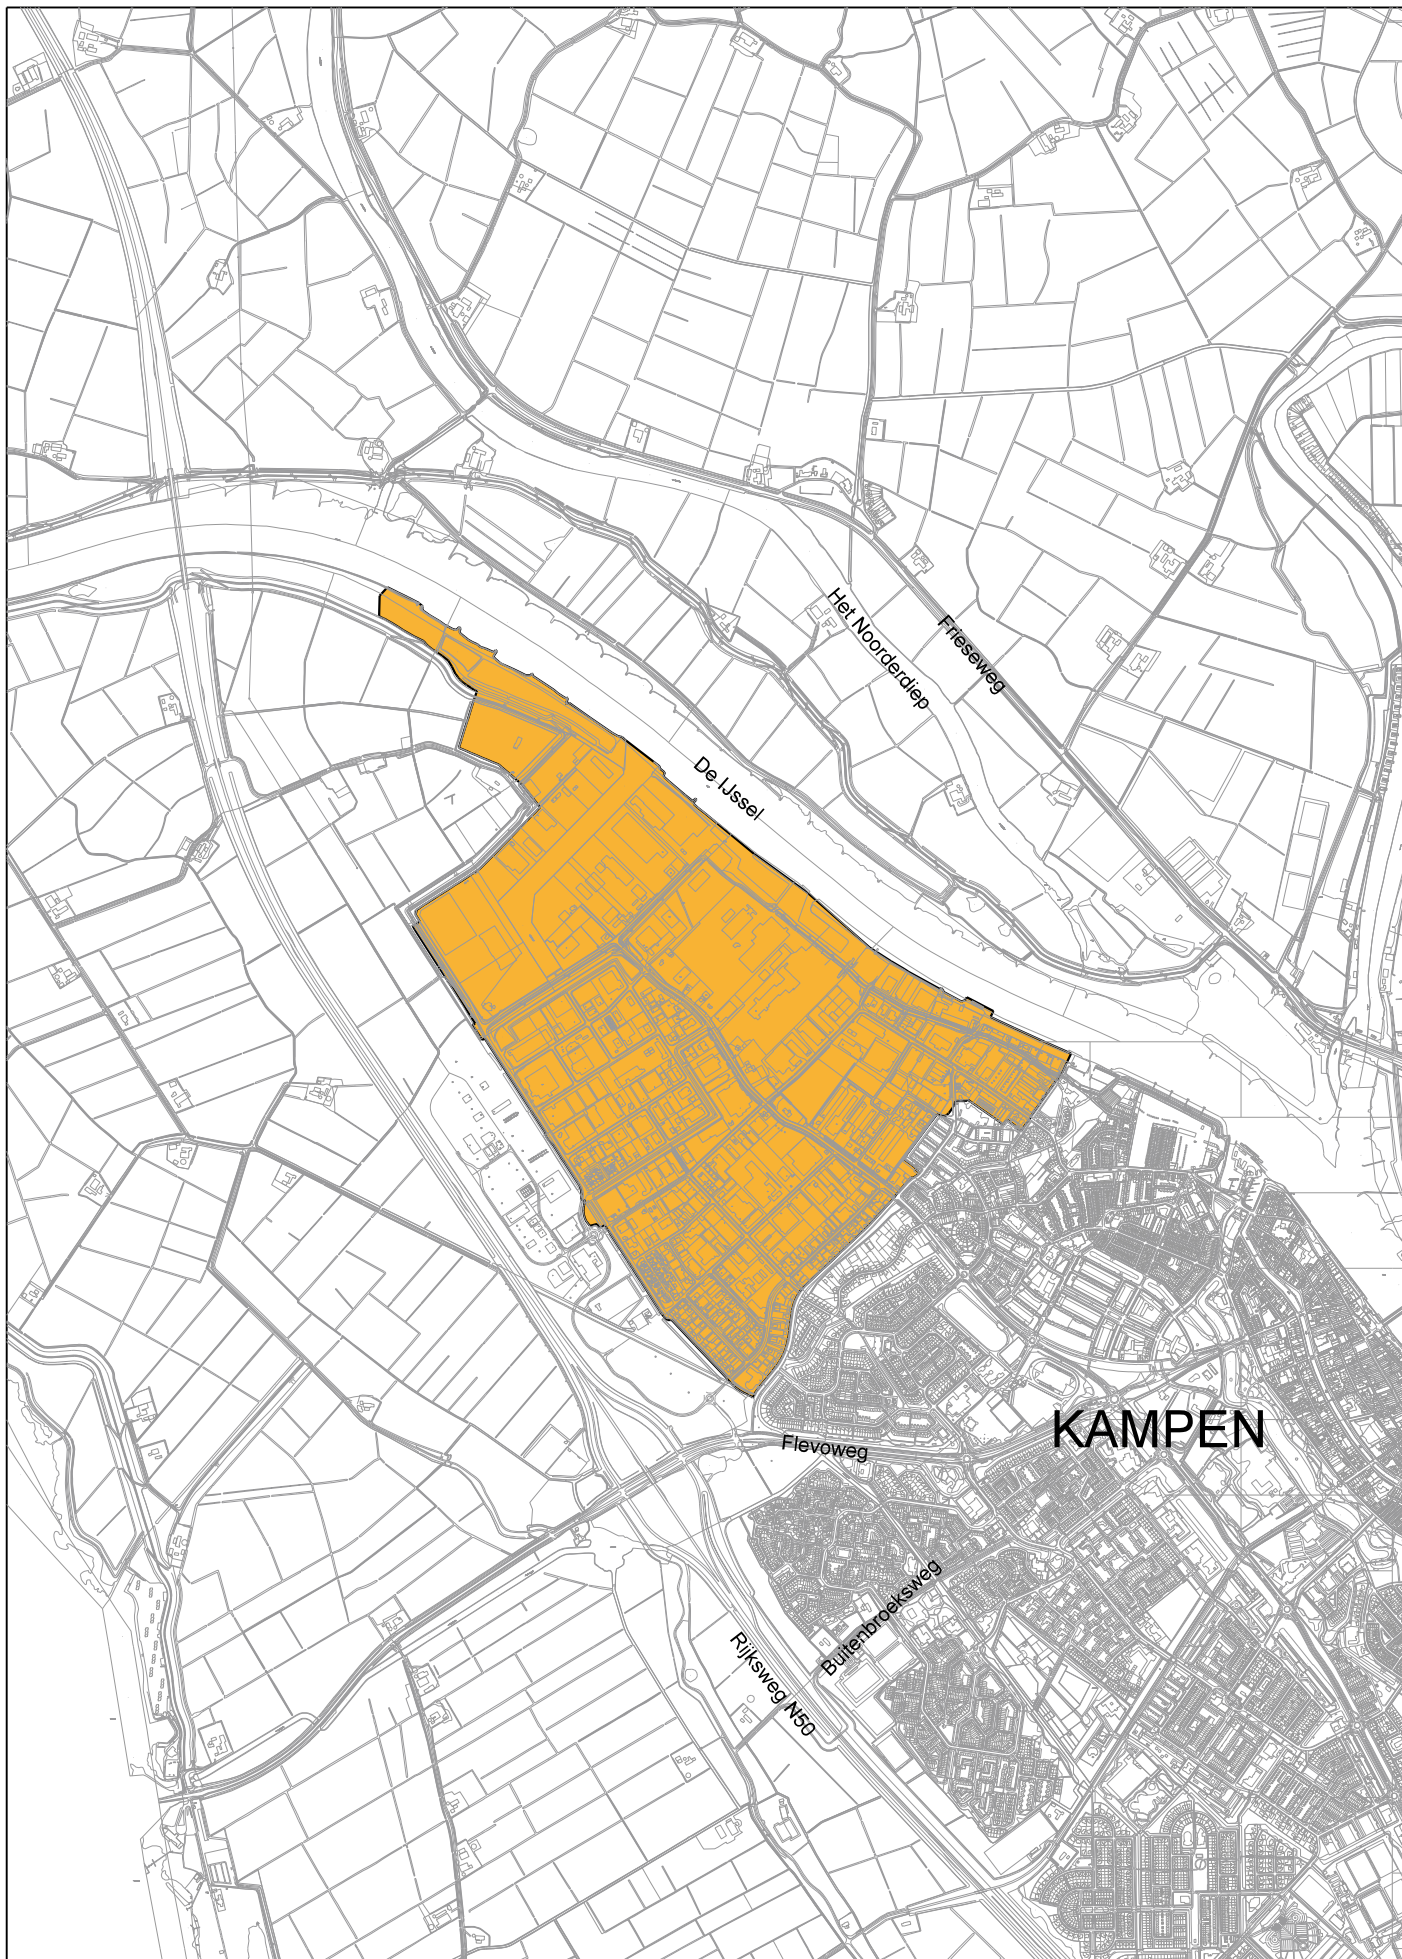 Het Noorderdiep
Frieseweg
De IJssel
KAMPEN
Flevoweg
Buitenbroeksweg
Rijksweg N50